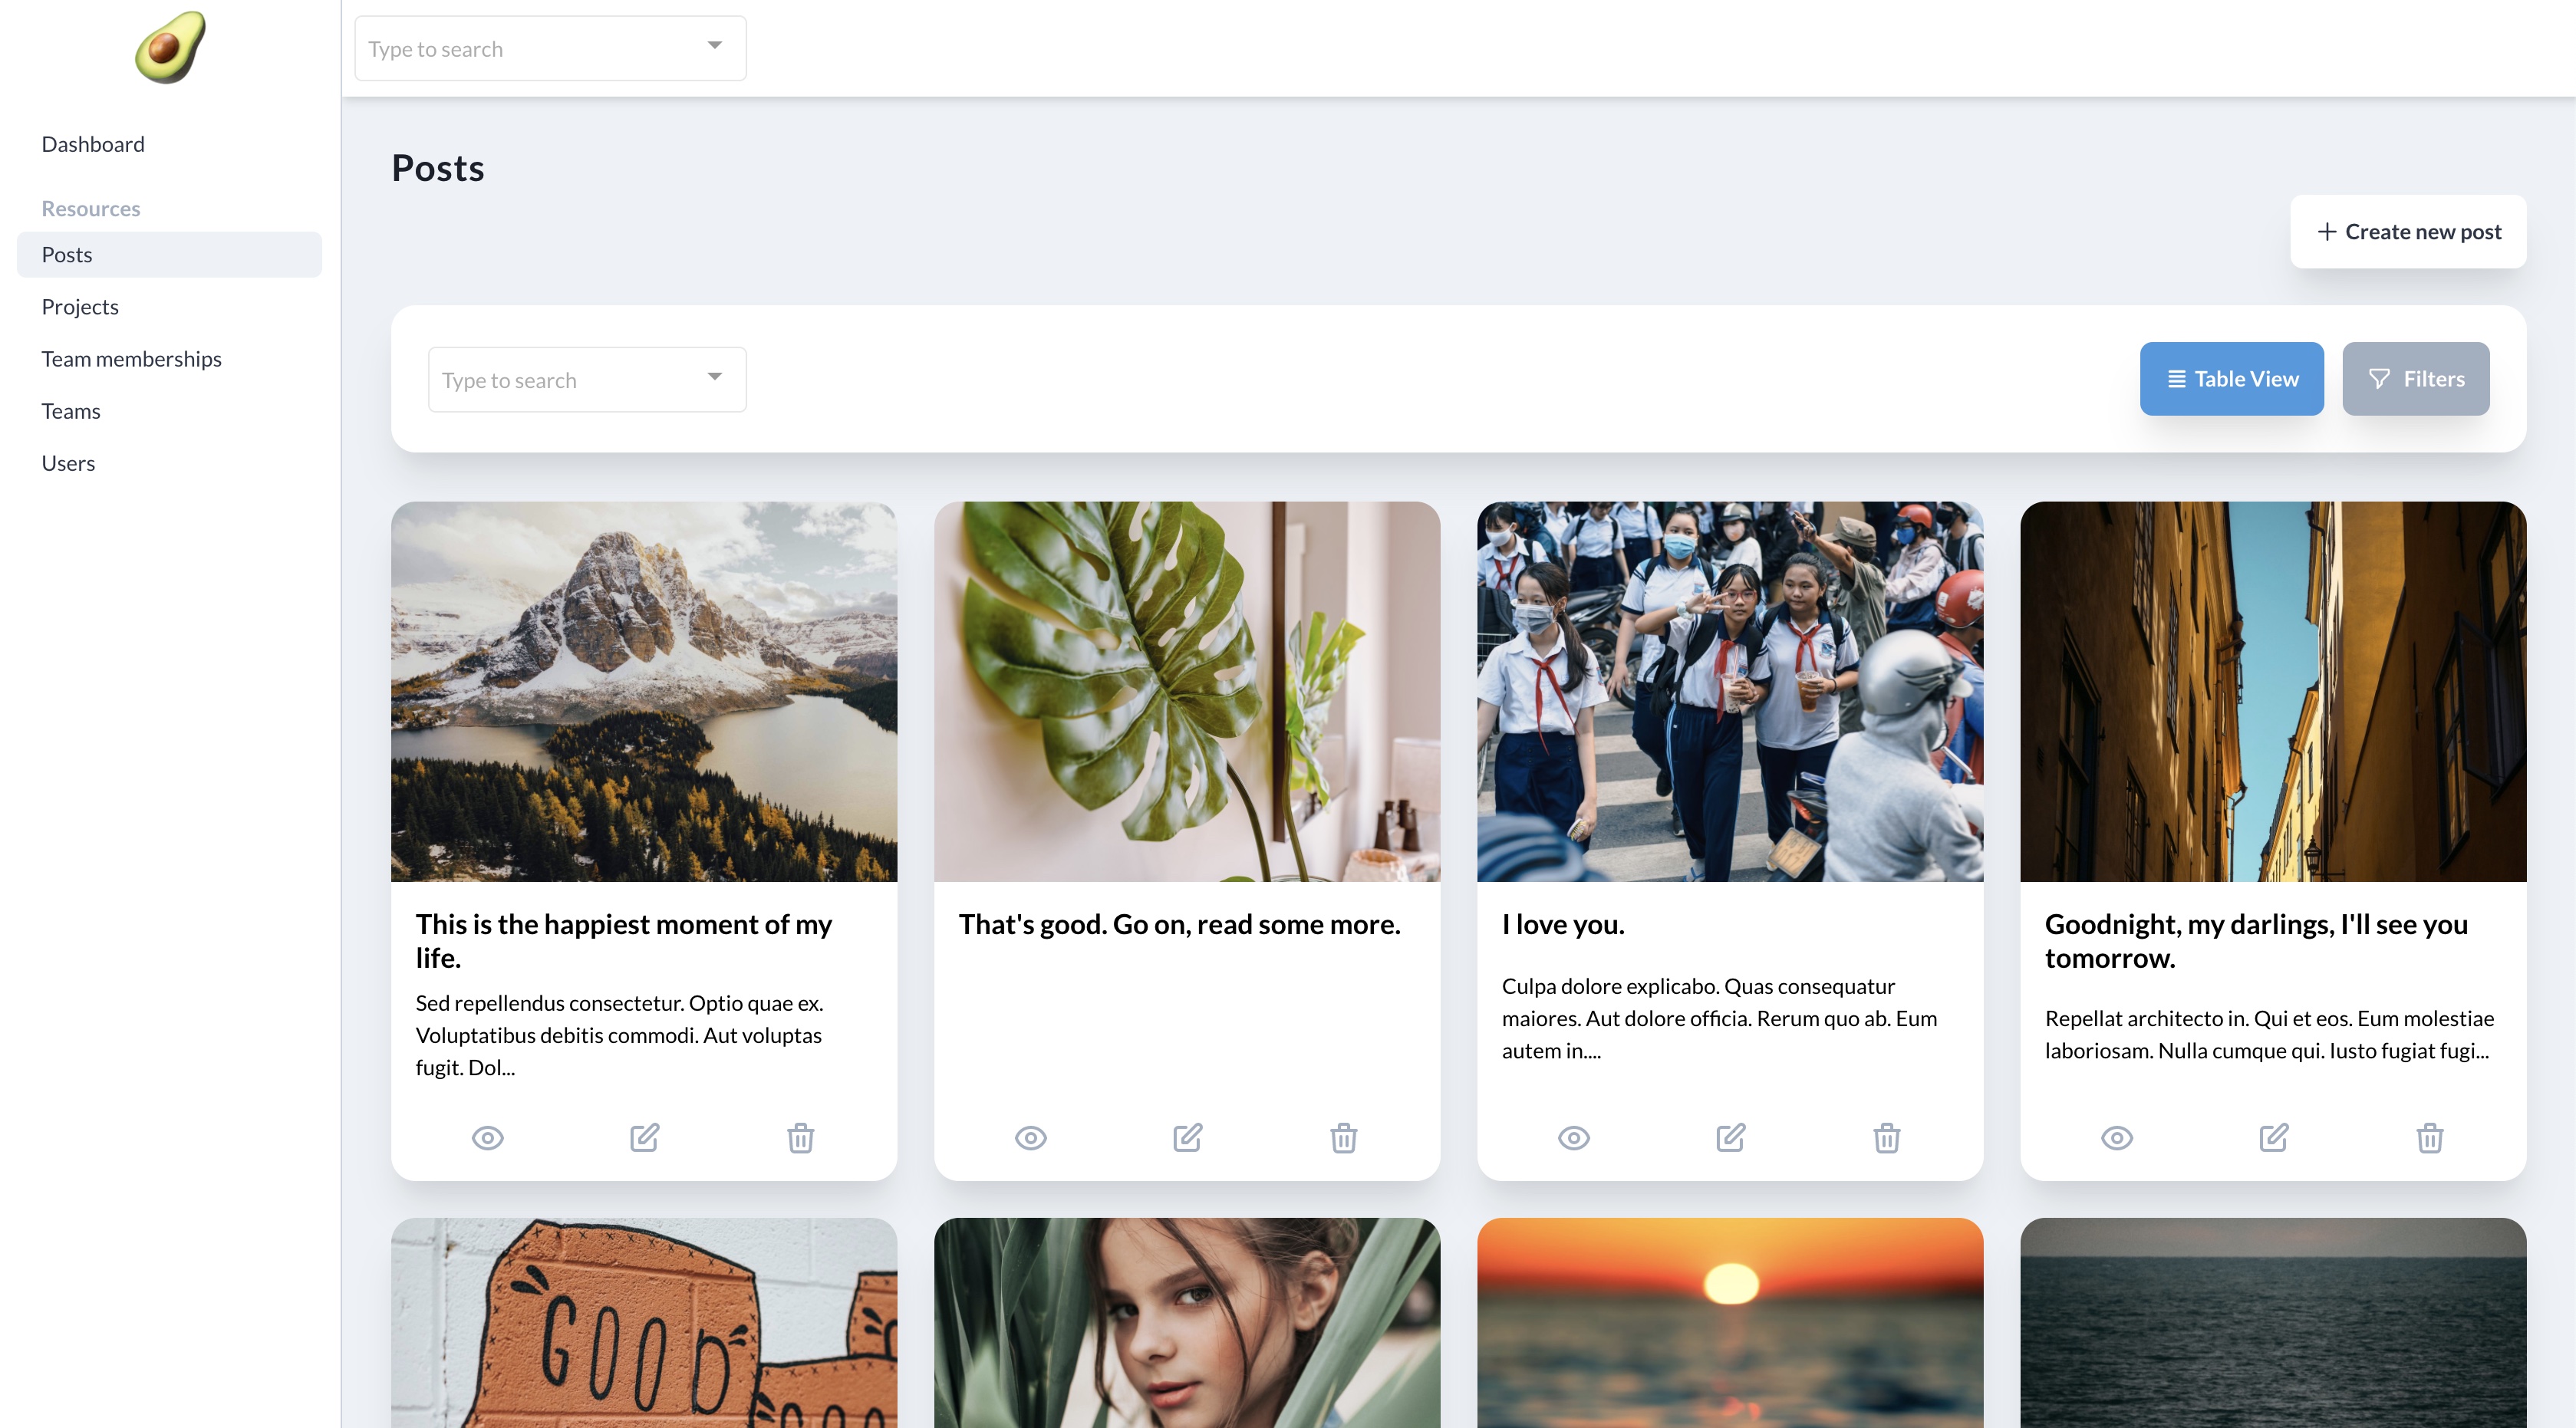 Type to search
Dashboard
Resources
Posts
Projects
Team memberships
Teams
Users
Posts
Create new post
Type to search
Table View
Filters
This is the happiest moment of my
life.
Sed repellendus consectetur. Optio quae ex.
Voluptatibus debitis commodi. Aut voluptas
fugit. Dol...
That's good. Go on, read some more.
I love you.
Culpa dolore explicabo. Quas consequatur
maiores. Aut dolore officia. Rerum quo ab. Eum
autem in....
Goodnight, my darlings, I'll see you
tomorrow.
Repellat architecto in. Qui et eos. Eum molestiae
laboriosam. Nulla cumque qui. Iusto fugiat fugi...
GOOD